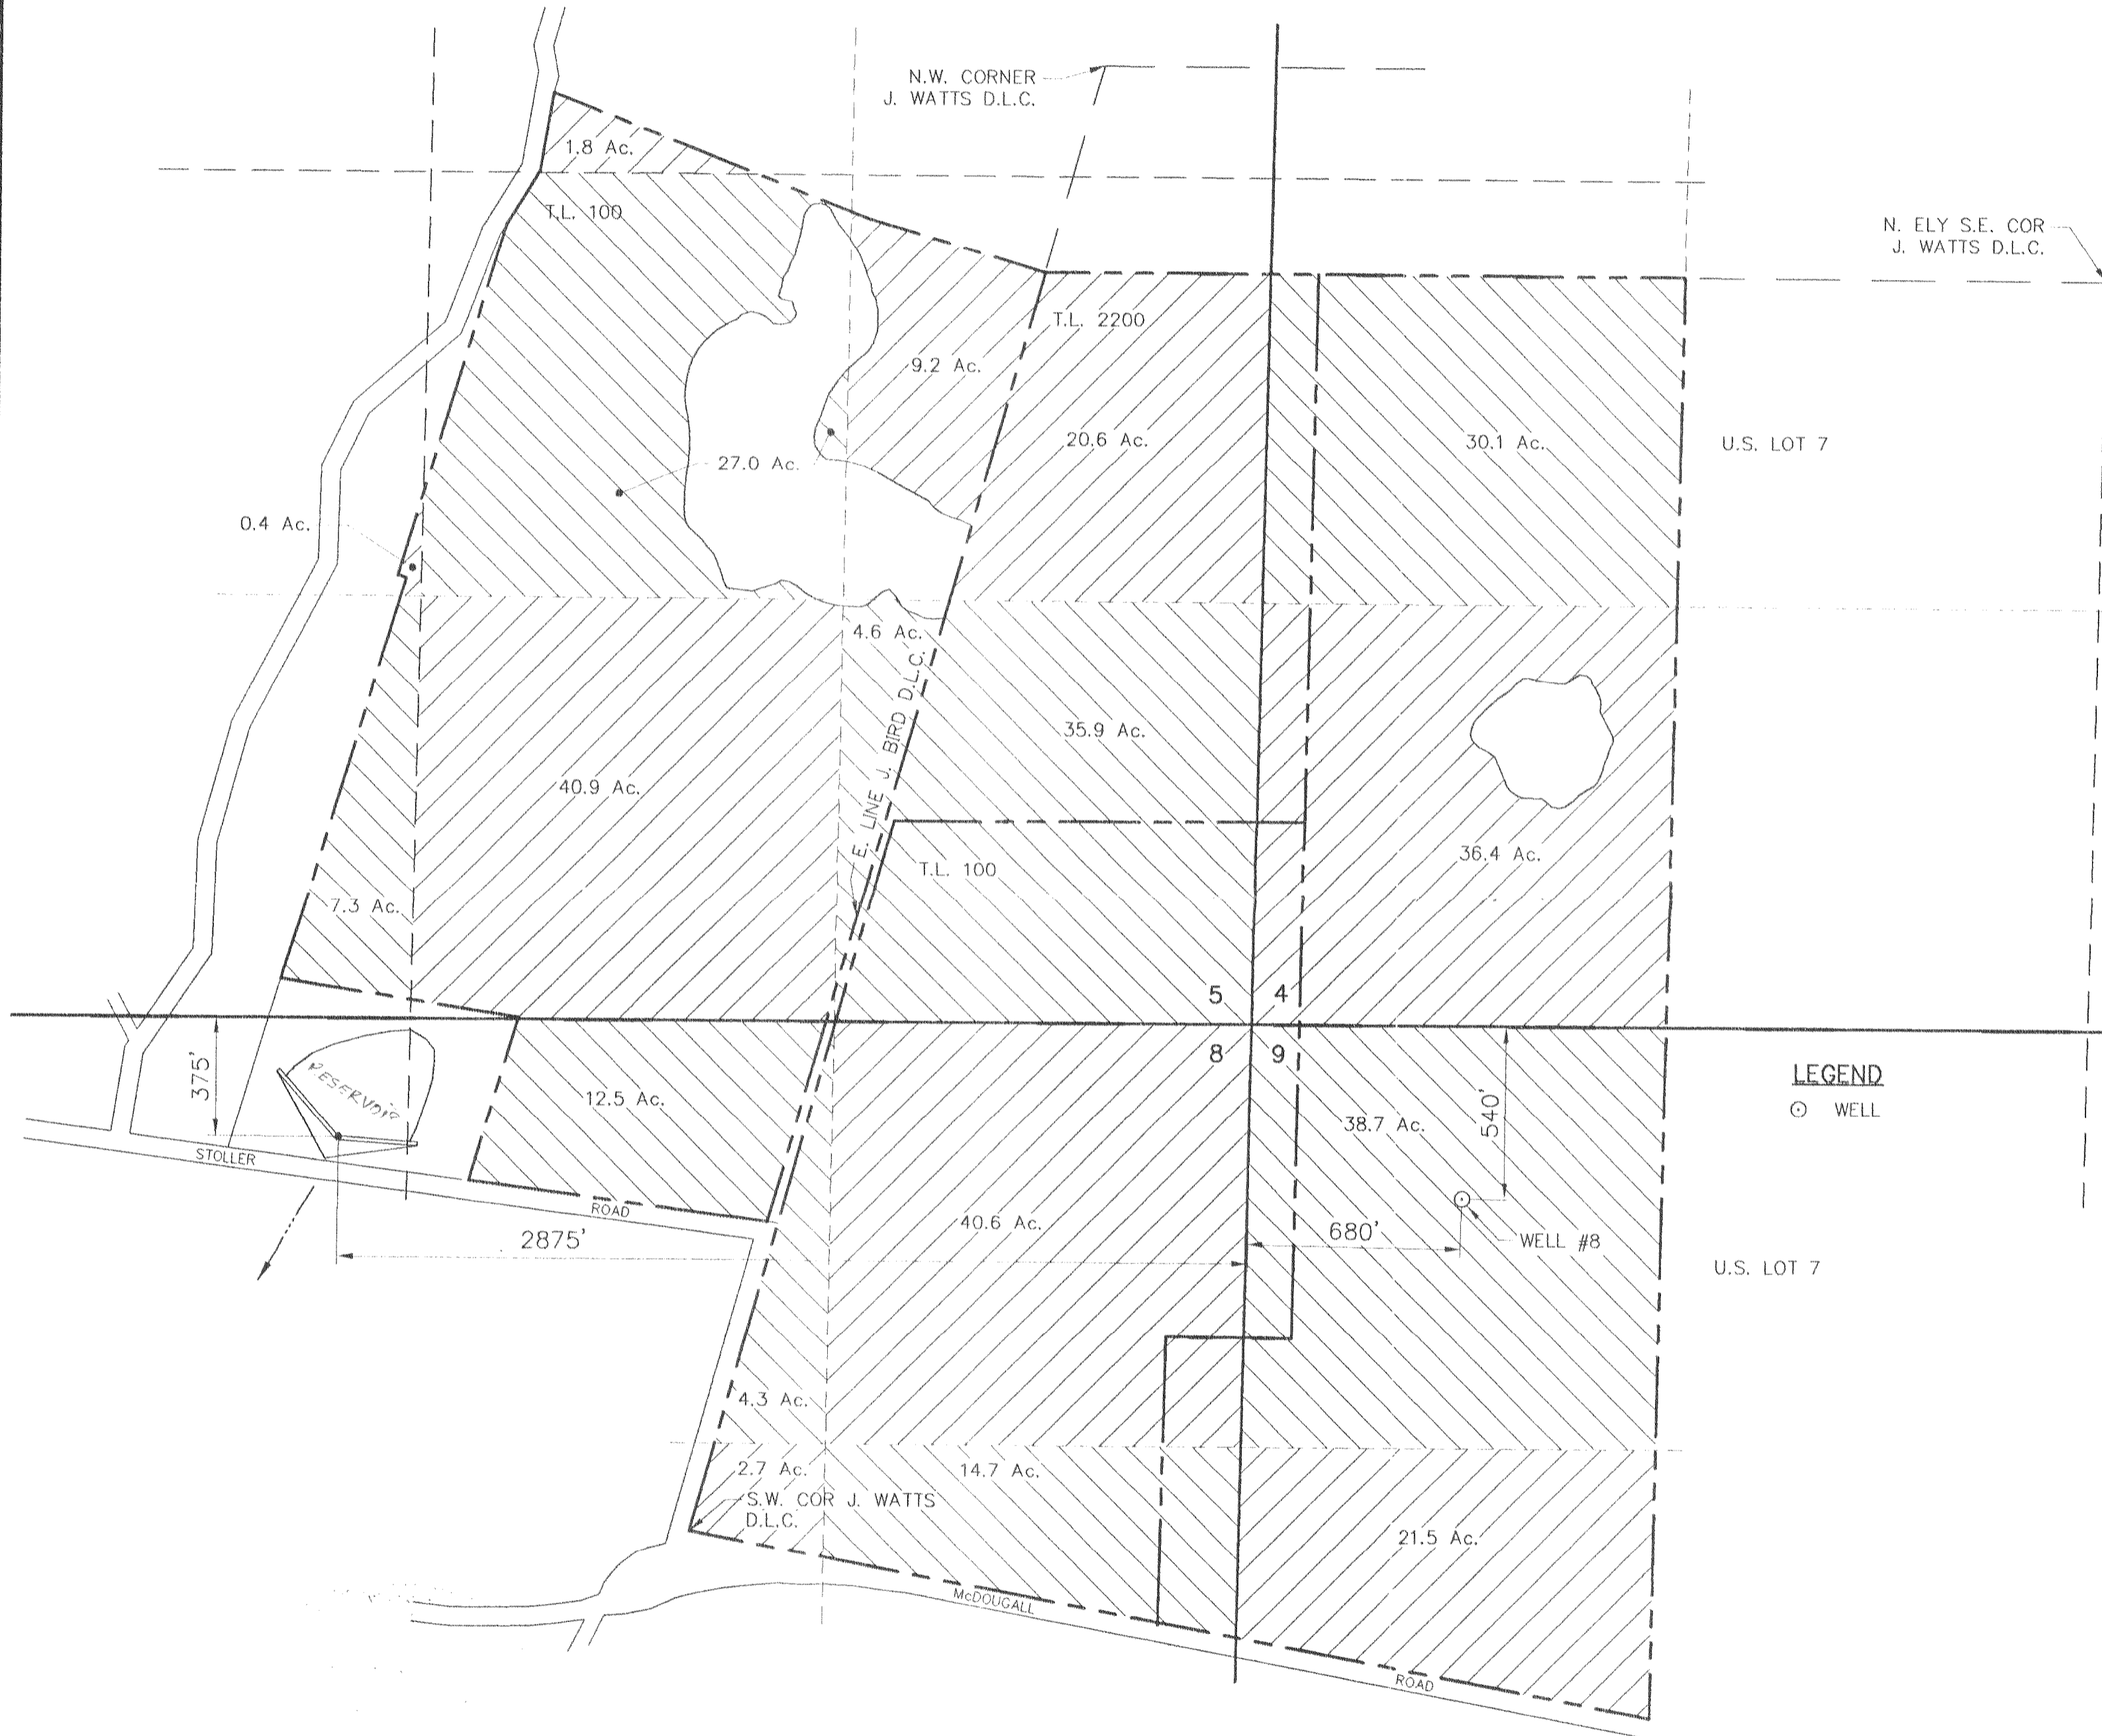 N.W. CORNER
J. WATTS D.L.C.
1.8 Ac.
T.L. 100
N. ELY S.E. COR
J. WATTS D.L.C.
T.L. 2200
9.2 Ac.
20.6 Ac.
30.1 Ac.
U.S. LOT 7
27.0 Ac.
0.4 Ac.
4.6 Ac.
E. LINE J. BIRD D.L.C.
35.9 Ac.
40.9 Ac.
36.4 Ac.
T.L. 100
7.3 Ac.
5 4
8 9
375'
RESERVOIR
12.5 Ac.
38.7 Ac.
540'
LEGEND
WELL
STOLLER
ROAD
40.6 Ac.
2875'
680'
WELL #8
U.S. LOT 7
4.3 Ac.
2.7 Ac.
14.7 Ac.
S.W. COR J. WATTS
D.L.C.
21.5 Ac.
McDOUGALL
ROAD